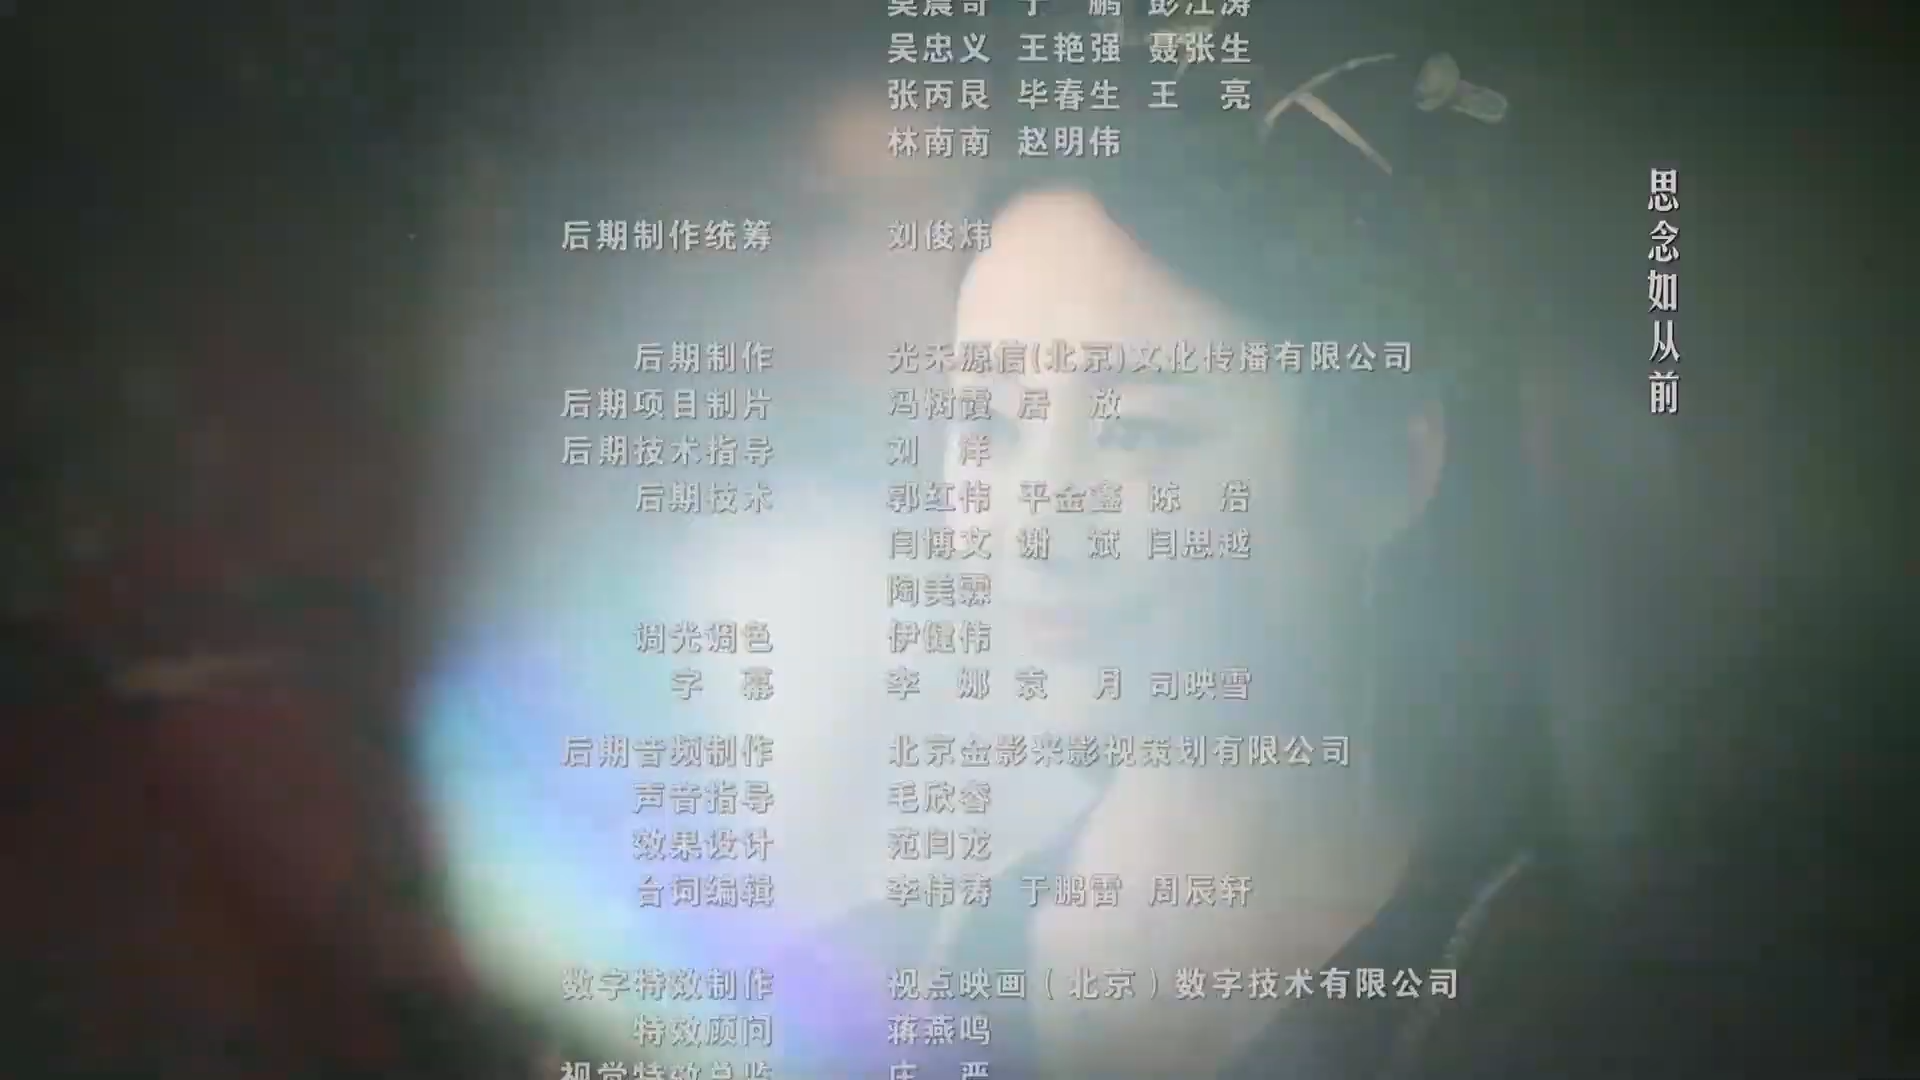 吴忠义 王艳强 聂张生
张丙艮 毕春生 王 亮
林南南 赵明伟
后期制作统筹 刘俊炜
后期制作 光禾源信(北京)文化传播有限公司
后期项目制片 冯树霞 居 放
后期技术指导 刘 洋
后期技术 郭红伟 平金鑫 陈 浩
闫博文 谢 斌 闫思越
陶美霖
调光调色 伊健伟
字 幕 李 娜 袁 月 司映雪
后期音频制作 北京金影来影视策划有限公司
声音指导 毛欣睿
效果设计 范闫龙
台词编辑 李伟涛 于鹏雷 周辰轩
数字特效制作 视点映画(北京)数字技术有限公司
特效顾问 蒋燕鸣
视觉特效总监
思念如从前